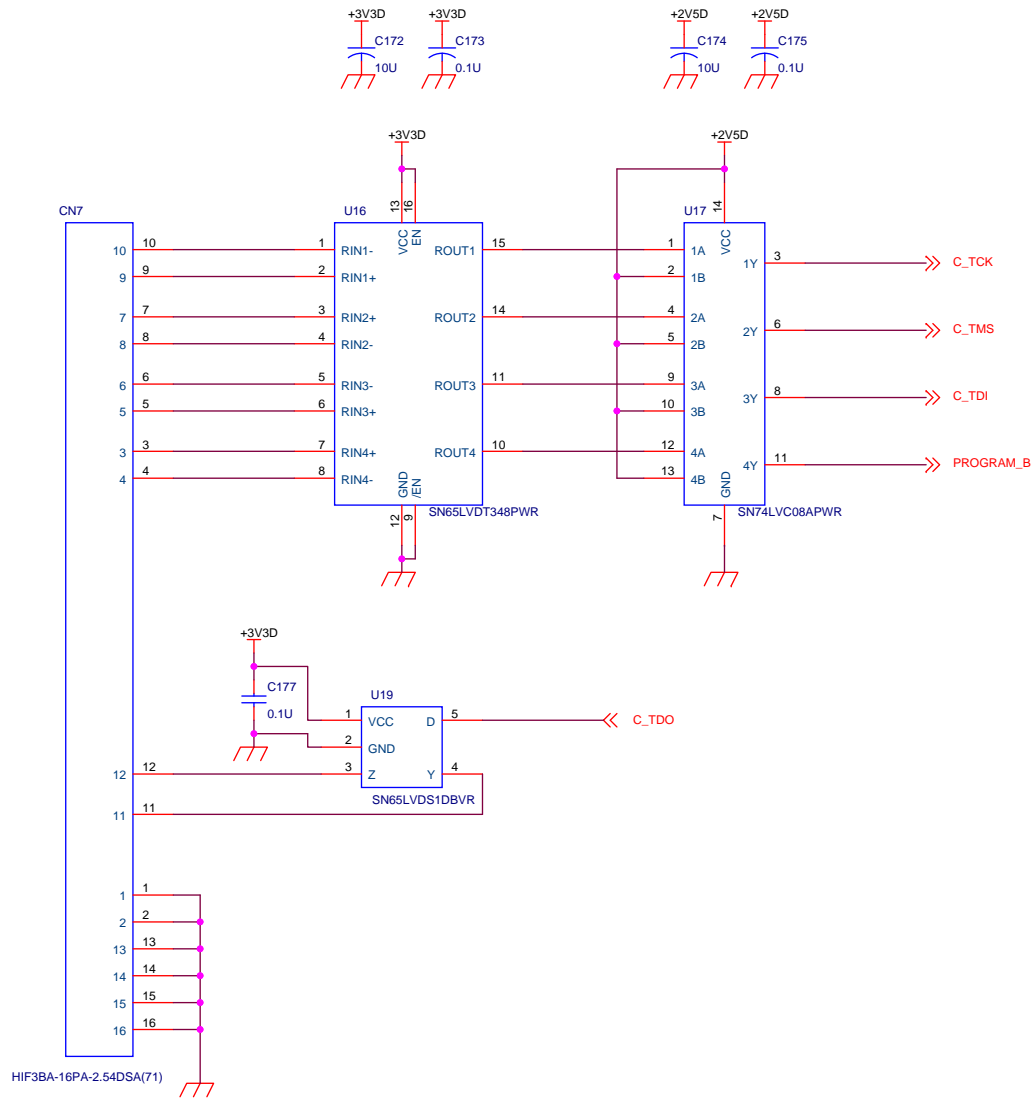 +3V3D +3V3D +2V5D +2V5D
C172 C173 C174 C175
10U 0.1U 10U 0.1U
+3V3D +2V5D
CN7 U16 U17
13 16 14
VCC EN VCC
10 10 1 RIN1- ROUT1 15 1 1A
1Y 3 C_TCK
9 9 2 RIN1+ 2 1B
7 7 3 RIN2+ ROUT2 14 4 2A
2Y 6 C_TMS
8 8 4 RIN2- 5 2B
6 6 5 RIN3- ROUT3 11 9 3A
3Y 8 C_TDI
5 5 6 RIN3+ 10 3B
3 3 7 RIN4+ ROUT4 10 12 4A
4Y 11 PROGRAM_B
4 4 8 RIN4- 13 4B
GND /EN GND
12 9 7
SN65LVDT348PWR SN74LVC08APWR
+3V3D
C177 U19
0.1U
1 VCC D 5 C_TDO
2 GND
12 12 3 Z Y 4
SN65LVDS1DBVR
11 11
1 1
2 2
13 13
14 14
15 15
16 16
HIF3BA-16PA-2.54DSA(71)